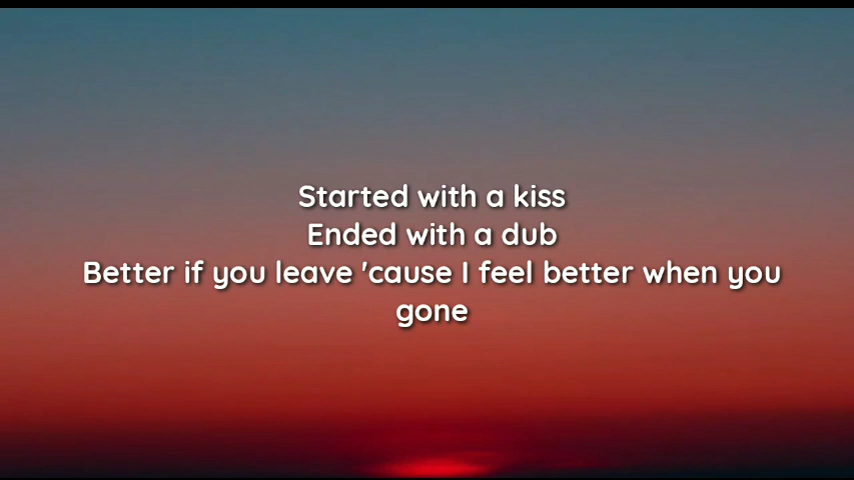 Started with a kiss
Ended with a dub
Better if you leave 'cause I feel better when you
gone